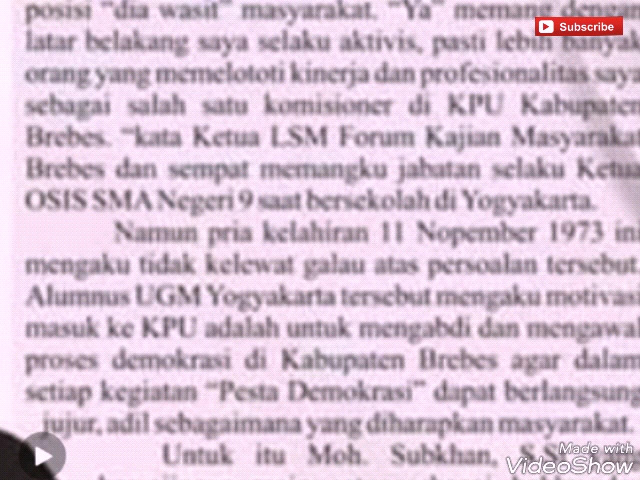 posisi "dia wasit" masyarakat. "Ya" memang dengan
Subscribe
latar belakang saya selaku aktivis, pasti lebih banyak
orang yang memelototi kinerja dan profesionalitas saya
sebagai salah satu komisioner di KPU Kabupaten
Brebes. "kata Ketua LSM Forum Kajian Masyarakat
Brebes dan sempat memangku jabatan selaku Ketua
OSIS SMA Negeri 9 saat bersekolah di Yogyakarta.
Namun pria kelahiran 11 Nopember 1973 ini
mengaku tidak kelewat galau atas persoalan tersebut.
Alumnus UGM Yogyakarta tersebut mengaku motivasi
masuk ke KPU adalah untuk mengabdi dan mengawal
proses demokrasi di Kabupaten Brebes agar dalam
setiap kegiatan "Pesta Demokrasi" dapat berlangsung
jujur, adil sebagaimana yang diharapkan masyarakat.
Untuk itu Moh. Subkhan,
Made with
VideoShow